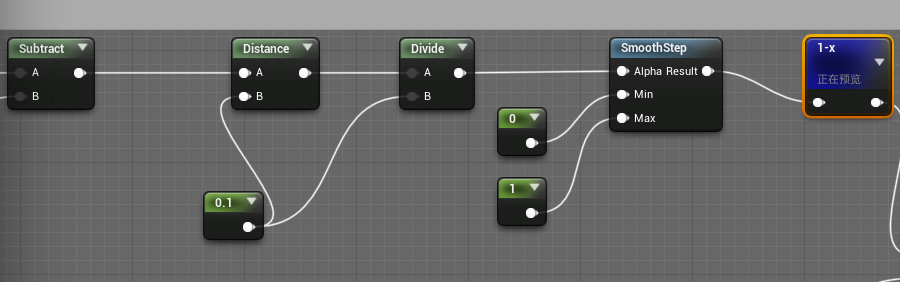 Subtract
A
B
Distance
A
B
Divide
A
B
SmoothStep
Alpha Result
Min
Max
1-x
正在预览
0
1
0.1